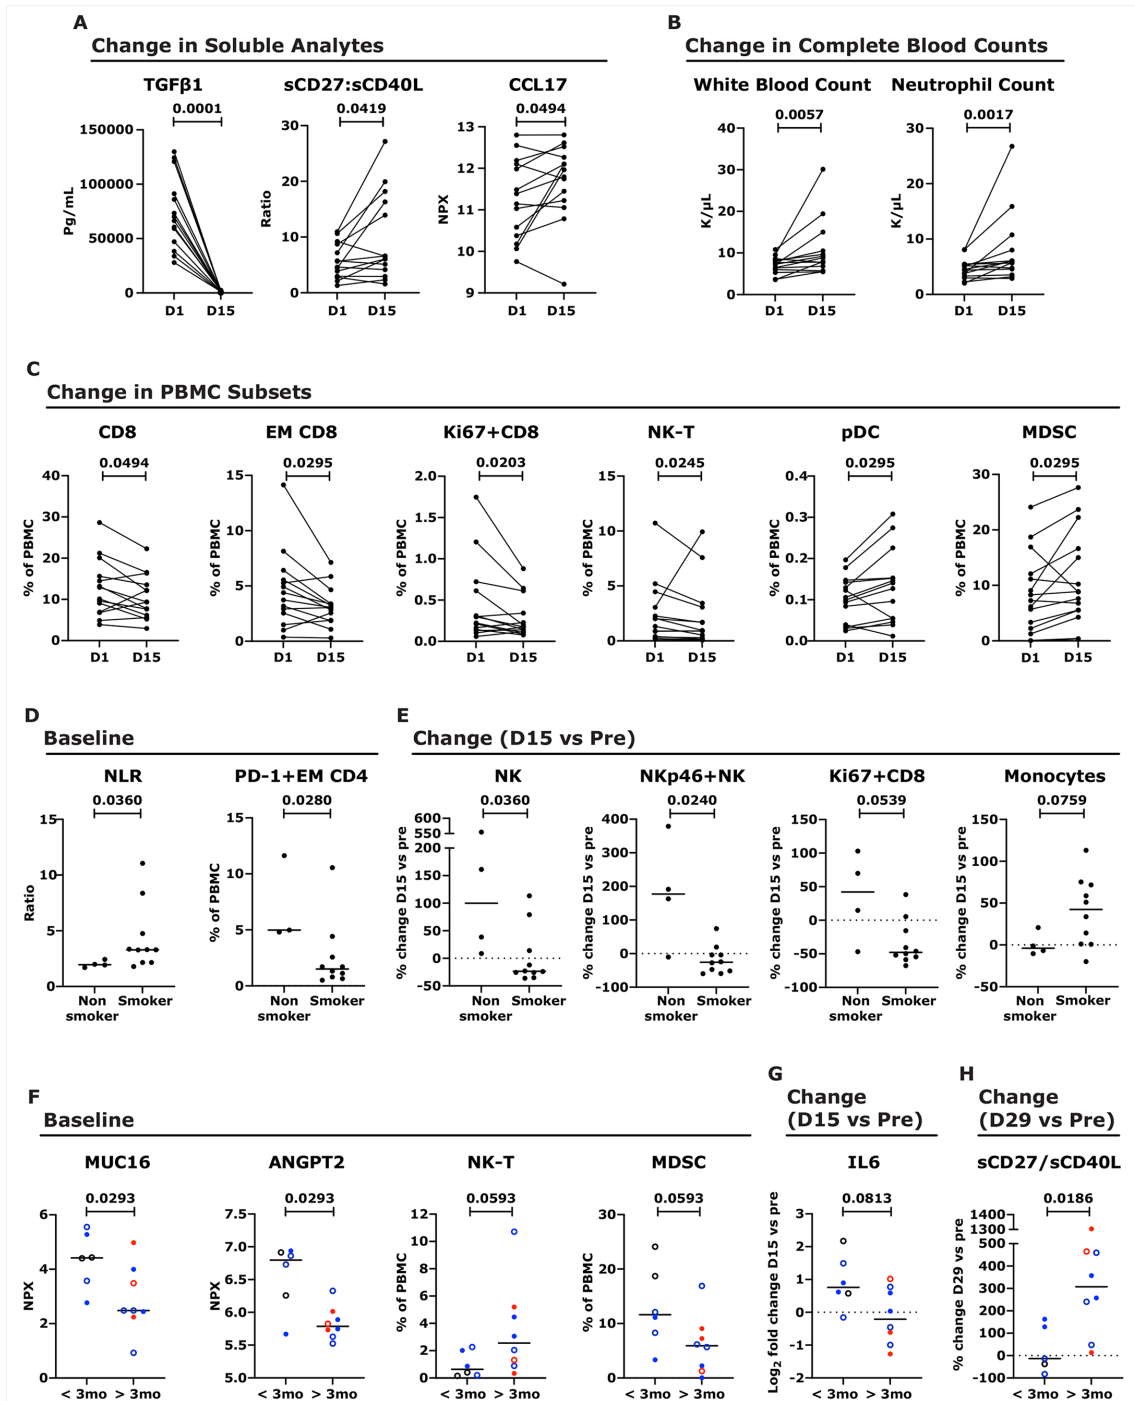 A
Change in Soluble Analytes
B
Change in Complete Blood Counts
TGFβ1
sCD27:sCD40L
CCL17
White Blood Count
Neutrophil Count
0.0001
0.0419
0.0494
0.0057
0.0017
Pg/mL
150000
100000
50000
0
D1 D15
Ratio
30
20
10
0
D1 D15
NPX
13
12
11
10
9
D1 D15
K/μL
40
30
20
10
0
D1 D15
K/μL
30
20
10
0
D1 D15
C
Change in PBMC Subsets
CD8
EM CD8
Ki67+CD8
NK-T
pDC
MDSC
0.0494
0.0295
0.0203
0.0245
0.0295
0.0295
% of PBMC
40
30
20
10
0
D1 D15
% of PBMC
15
10
5
0
D1 D15
% of PBMC
2.0
1.5
1.0
0.5
0.0
D1 D15
% of PBMC
15
10
5
0
D1 D15
% of PBMC
0.4
0.3
0.2
0.1
0.0
D1 D15
% of PBMC
30
20
10
0
D1 D15
D
Baseline
E
Change (D15 vs Pre)
NLR
PD-1+EM CD4
NK
NKp46+NK
Ki67+CD8
Monocytes
0.0360
0.0280
0.0360
0.0240
0.0539
0.0759
Ratio
15
10
5
0
Non Smoker
smoker
% of PBMC
15
10
5
0
Non Smoker
smoker
% change D15 vs pre
600
550
200
150
100
50
0
-50
Non Smoker
smoker
% change D15 vs pre
400
300
200
100
0
-100
Non Smoker
smoker
% change D15 vs pre
150
100
50
0
-50
-100
Non Smoker
smoker
% change D15 vs pre
150
100
50
0
-50
Non Smoker
smoker
F
Baseline
G
Change
(D15 vs Pre)
H
Change
(D29 vs Pre)
MUC16
ANGPT2
NK-T
MDSC
IL6
sCD27/sCD40L
0.0293
0.0293
0.0593
0.0593
0.0813
0.0186
NPX
6
4
2
0
< 3mo > 3mo
NPX
7.5
7.0
6.5
6.0
5.5
5.0
< 3mo > 3mo
% of PBMC
12
10
8
6
4
2
0
< 3mo > 3mo
% of PBMC
30
20
10
0
< 3mo > 3mo
Log2 fold change D15 vs pre
3
2
1
0
-1
-2
< 3mo > 3mo
% change D29 vs pre
1400
1300
500
400
300
200
100
0
-100
< 3mo > 3mo